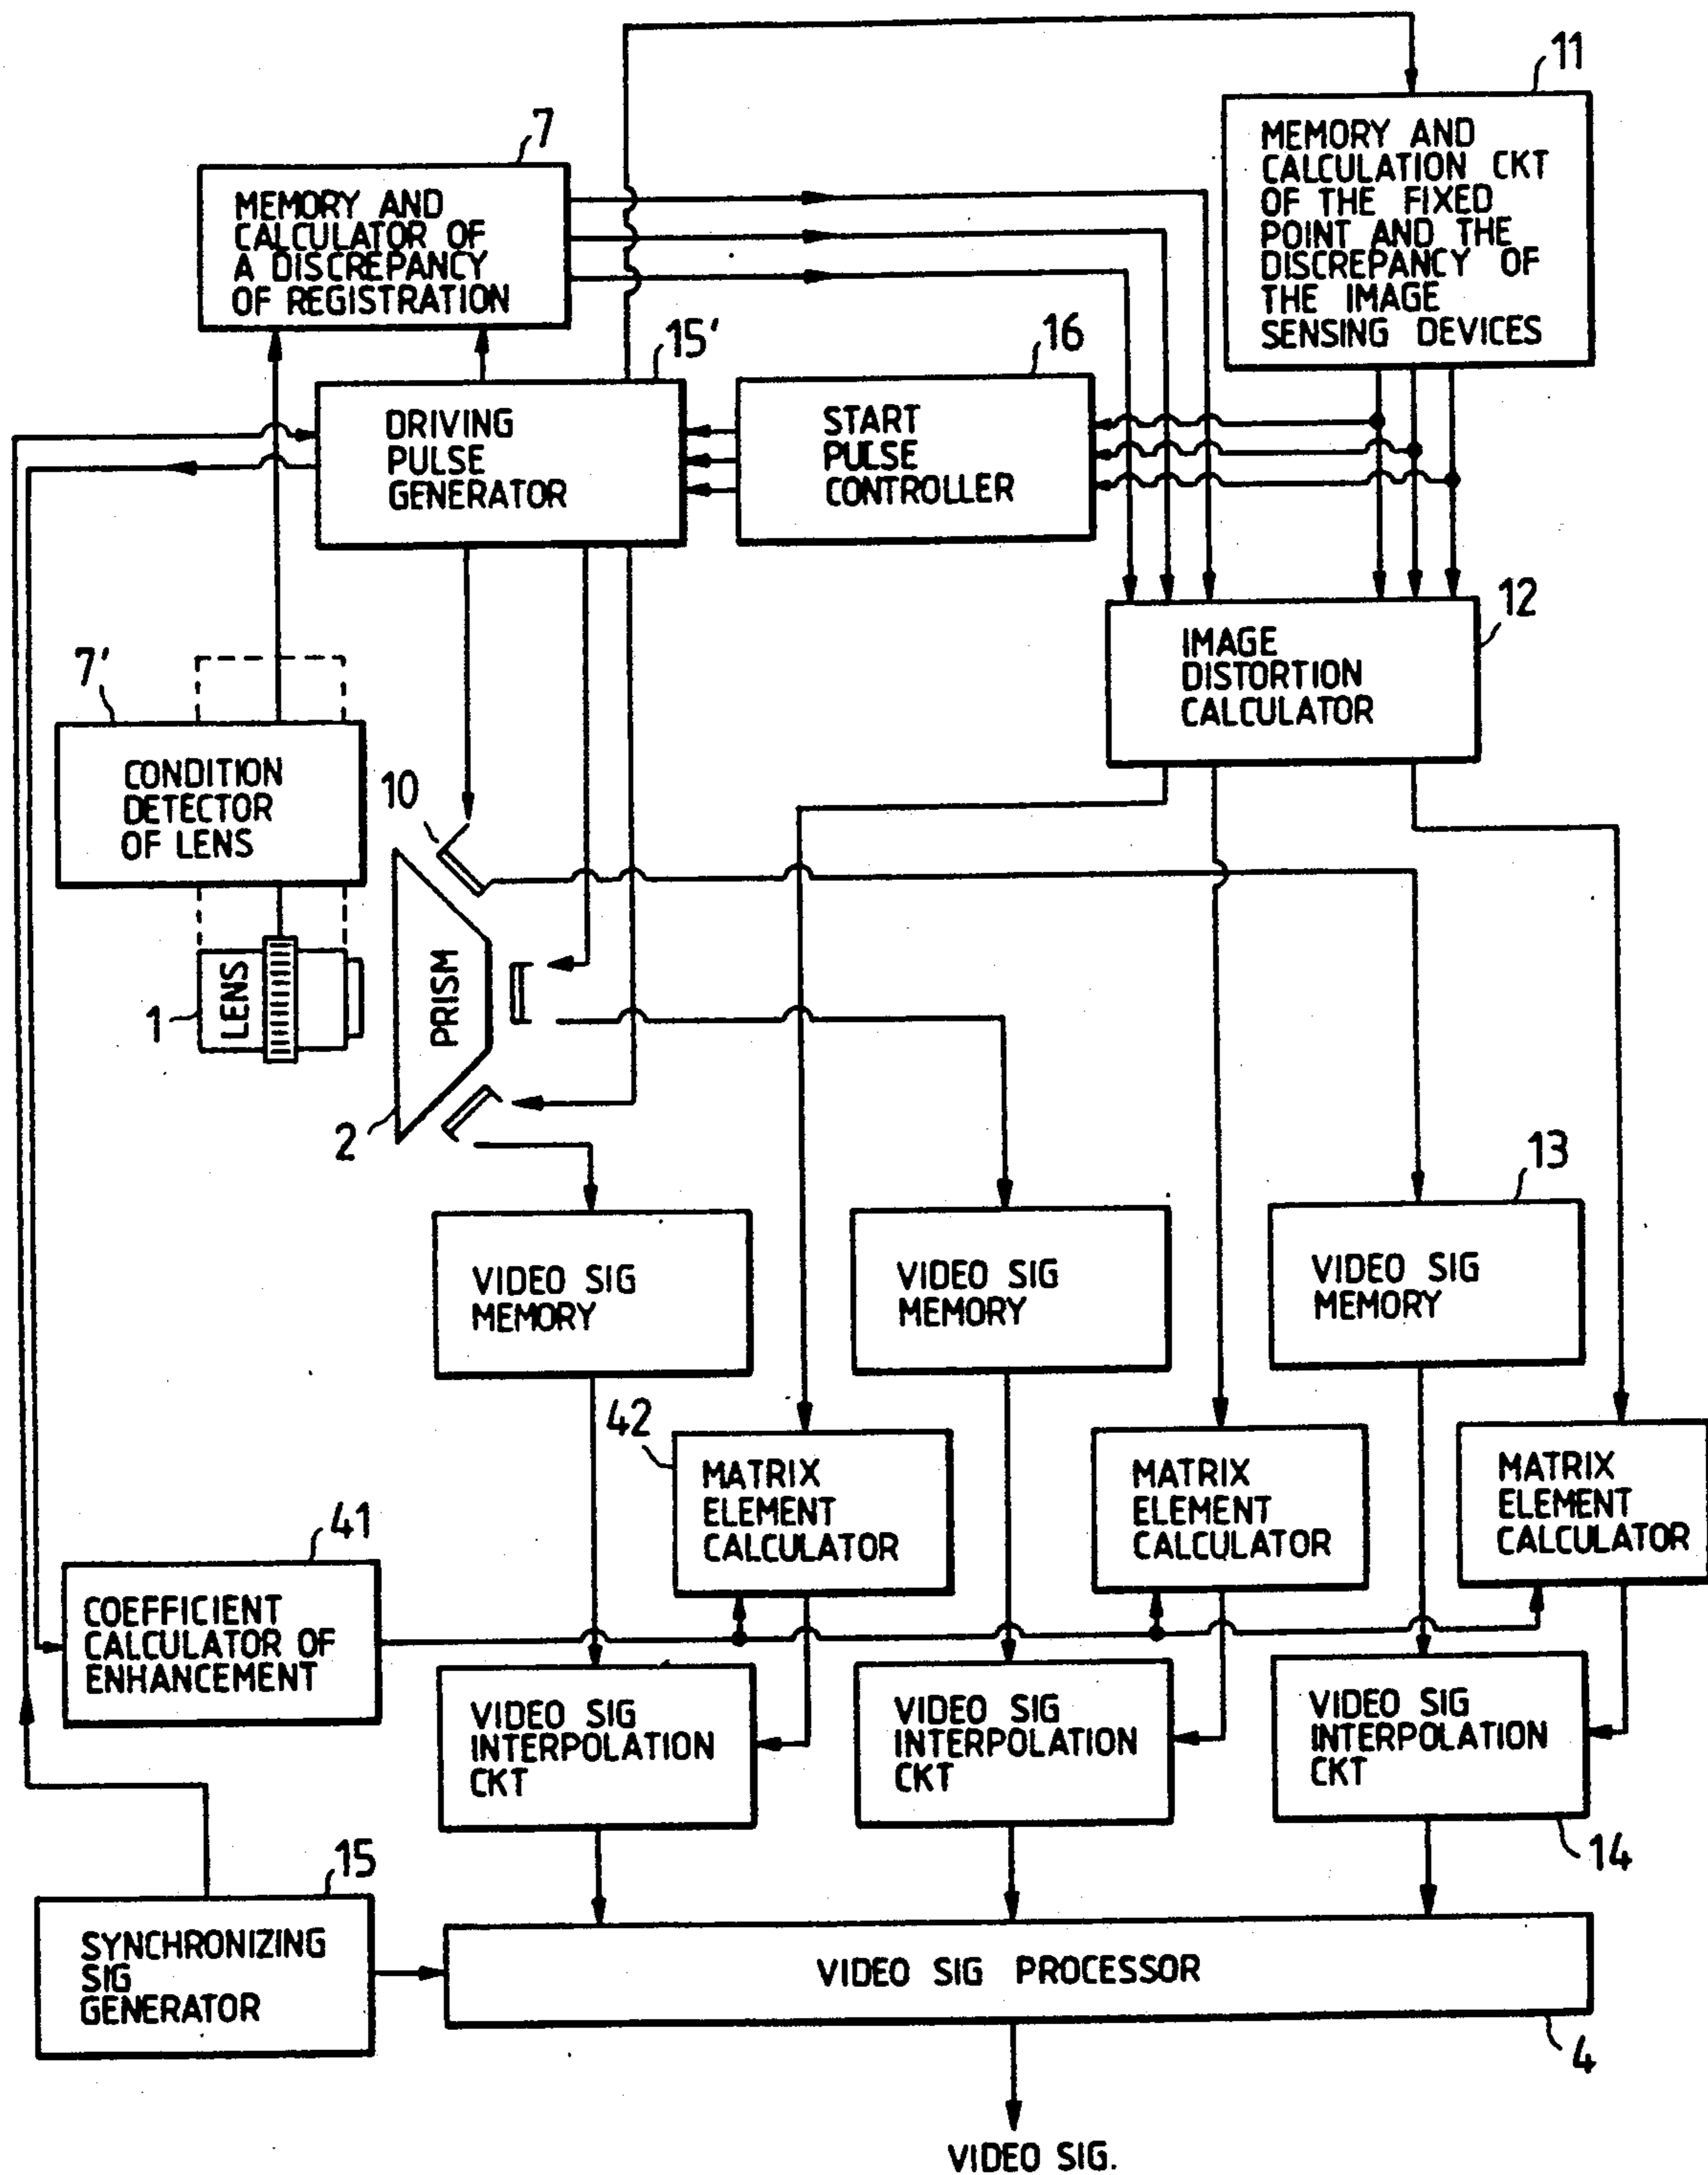 11
MEMORY AND
CALCULATION CKT
OF THE FIXED
POINT AND THE
DISCREPANCY OF
THE IMAGE
SENSING DEVICES
7
MEMORY AND
CALCULATOR OF
A DISCREPANCY
OF REGISTRATION
15'
DRIVING
PULSE
GENERATOR
16
START
PULSE
CONTROLLER
12
IMAGE
DISTORTION
CALCULATOR
7'
CONDITION
DETECTOR
OF LENS
10
LENS
1
PRISM
2
13
VIDEO SIG
MEMORY
VIDEO SIG
MEMORY
VIDEO SIG
MEMORY
42
MATRIX
ELEMENT
CALCULATOR
MATRIX
ELEMENT
CALCULATOR
MATRIX
ELEMENT
CALCULATOR
41
COEFFICIENT
CALCULATOR OF
ENHANCEMENT
VIDEO SIG
INTERPOLATION
CKT
VIDEO SIG
INTERPOLATION
CKT
VIDEO SIG
INTERPOLATION
CKT
14
15
SYNCHRONIZING
SIG
GENERATOR
VIDEO SIG PROCESSOR
4
VIDEO SIG.